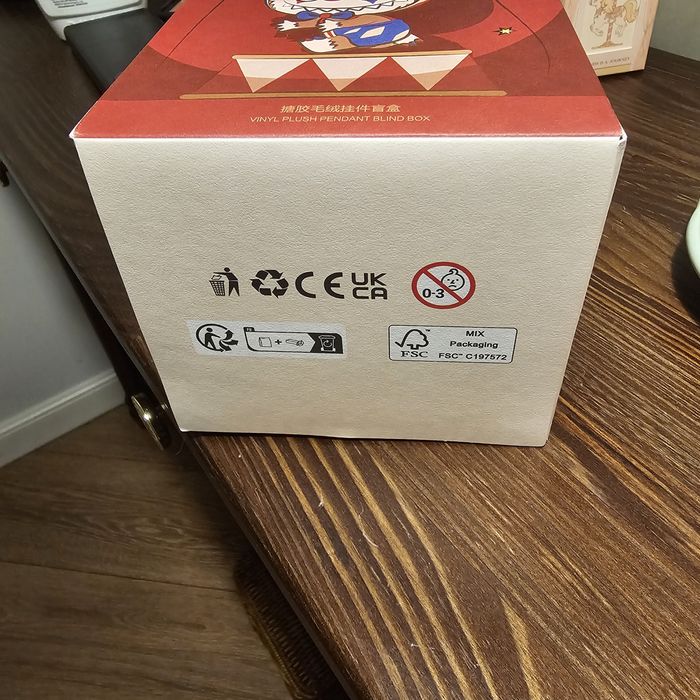 搪胶毛绒挂件盲盒
VINYL PLUSH PENDANT BLIND BOX
CE UK CA
0-3
FSC™
MIX
Packaging
FSC™ C197572